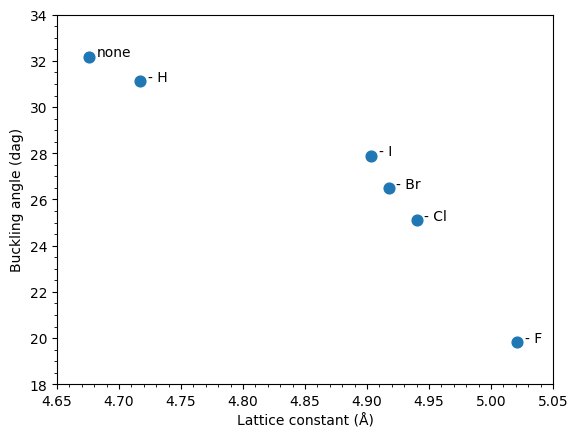 34
32
30
28
26
24
22
20
18
Buckling angle (dag)
none
- H
- I
- Br
- Cl
- F
4.65 4.70 4.75 4.80 4.85 4.90 4.95 5.00 5.05
Lattice constant (Å)